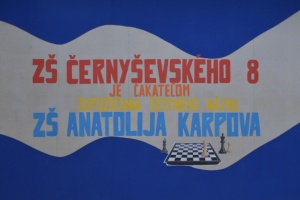 ZŠ ČERNYŠEVSKÉHO 8
JE ČAKATEĽOM
ZŠ ANATOLIJA KARPOVA